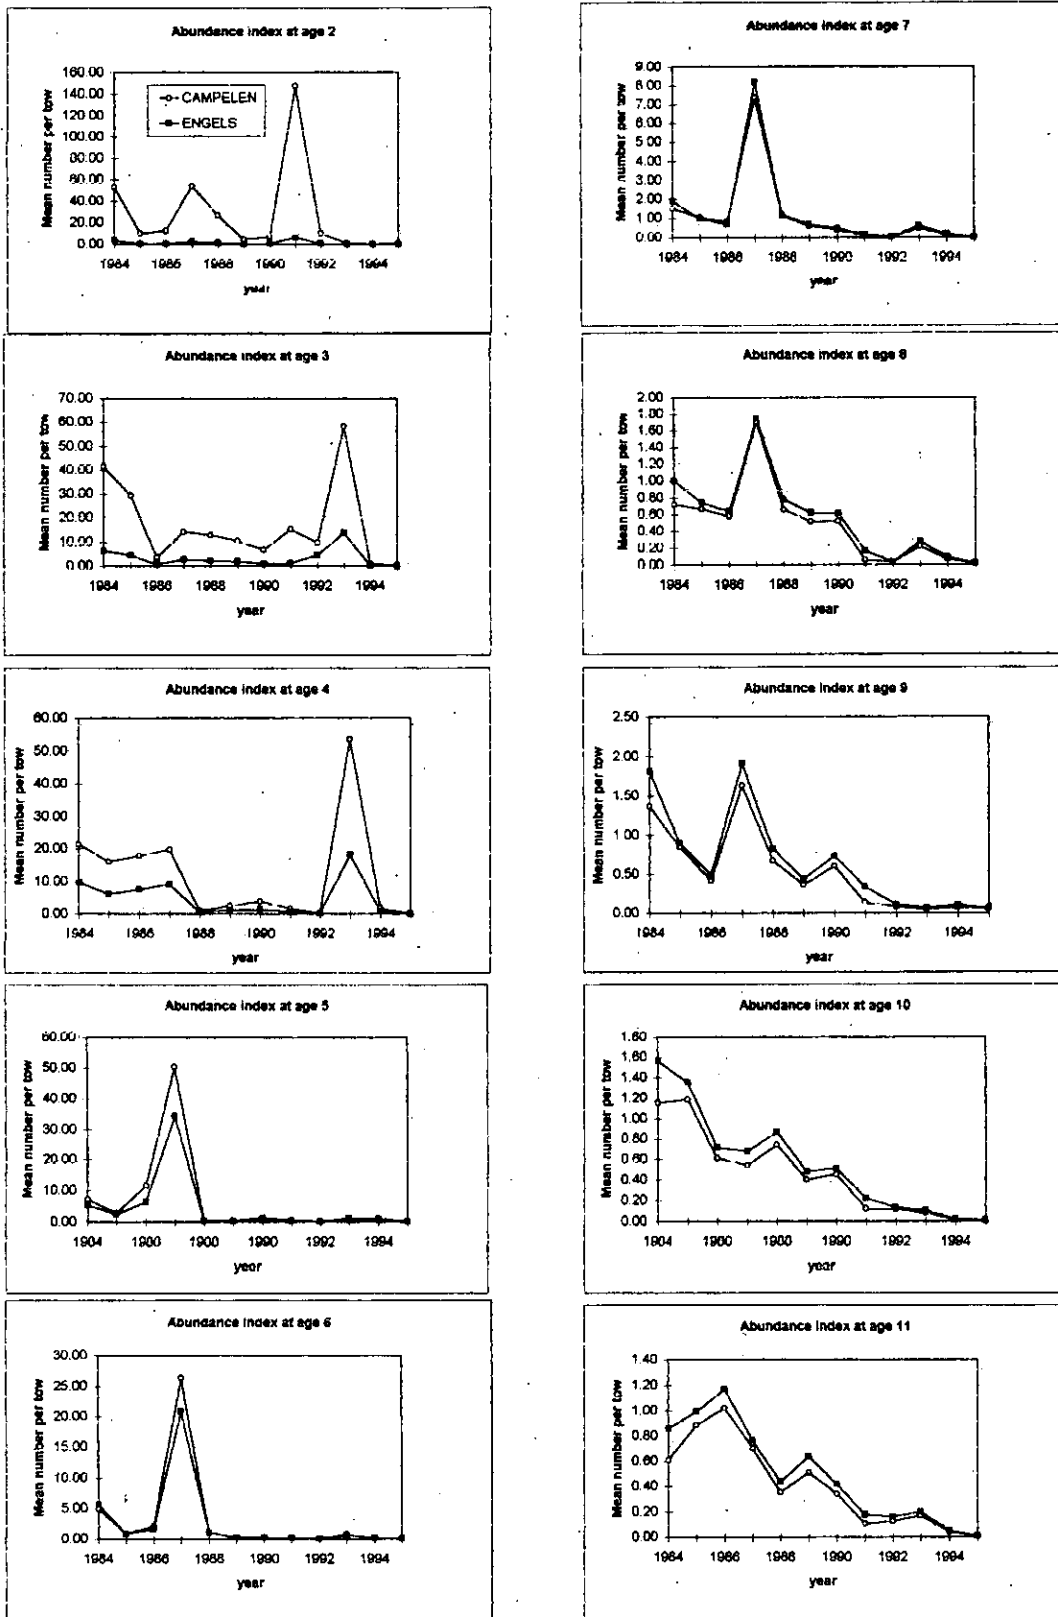 Abundance index at age 2
Mean number per tow
160.00
140.00
120.00
100.00
80.00
60.00
40.00
20.00
0.00
CAMPELEN
ENGELS
1984 1986 1988 1990 1992 1994
year
Abundance index at age 3
Mean number per tow
70.00
60.00
50.00
40.00
30.00
20.00
10.00
0.00
1984 1986 1988 1990 1992 1994
year
Abundance index at age 4
Mean number per tow
60.00
50.00
40.00
30.00
20.00
10.00
0.00
1984 1986 1988 1990 1992 1994
year
Abundance index at age 5
Mean number per tow
60.00
50.00
40.00
30.00
20.00
10.00
0.00
1984 1986 1988 1990 1992 1994
year
Abundance index at age 6
Mean number per tow
30.00
25.00
20.00
15.00
10.00
5.00
0.00
1984 1986 1988 1990 1992 1994
year
Abundance index at age 7
Mean number per tow
9.00
8.00
7.00
6.00
5.00
4.00
3.00
2.00
1.00
0.00
1984 1986 1988 1990 1992 1994
year
Abundance index at age 8
Mean number per tow
2.00
1.80
1.60
1.40
1.20
1.00
0.80
0.60
0.40
0.20
0.00
1984 1986 1988 1990 1992 1994
year
Abundance index at age 9
Mean number per tow
2.50
2.00
1.50
1.00
0.50
0.00
1984 1986 1988 1990 1992 1994
year
Abundance index at age 10
Mean number per tow
1.80
1.60
1.40
1.20
1.00
0.80
0.60
0.40
0.20
0.00
1984 1986 1988 1990 1992 1994
year
Abundance index at age 11
Mean number per tow
1.40
1.20
1.00
0.80
0.60
0.40
0.20
0.00
1984 1986 1988 1990 1992 1994
year